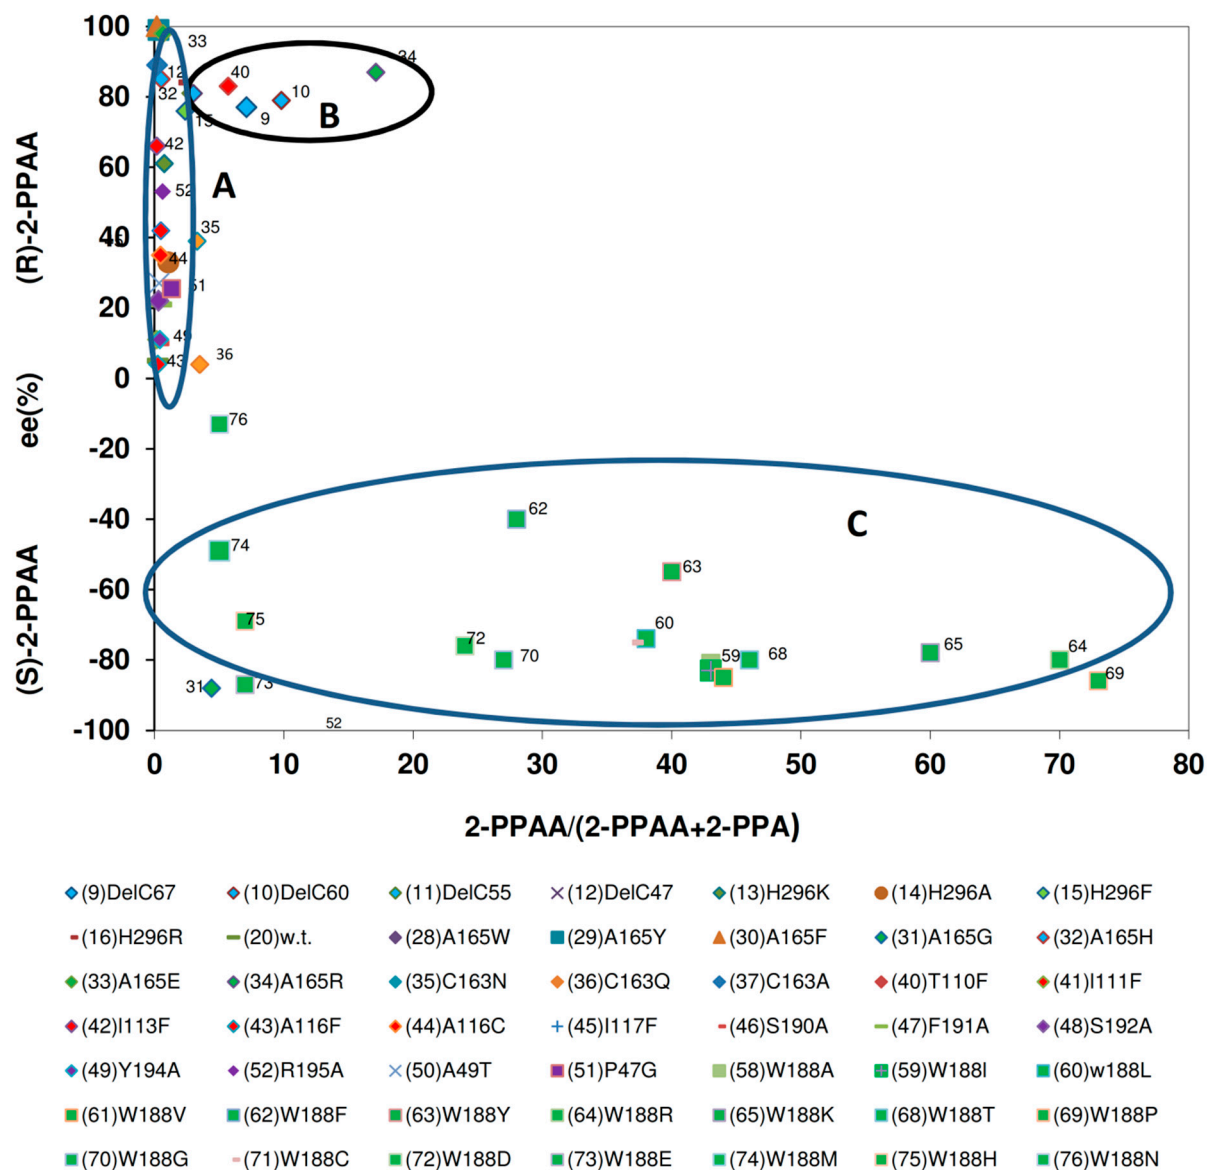 100
33
34
12
40
80
32
10
B
15
9
42
60
A
52
35
40
44
51
20
49
36
43
0
76
-20
62
-40
C
74
63
-60
75
60
72
59
68
65
64
70
-80
69
31
73
52
-100
0 10 20 30 40 50 60 70 80
(R)-2-PPAA
ee(%)
(S)-2-PPAA
2-PPAA/(2-PPAA+2-PPA)
(9)DelC67 (10)DelC60 (11)DelC55 (12)DelC47 (13)H296K (14)H296A (15)H296F
(16)H296R (20)w.t. (28)A165W (29)A165Y (30)A165F (31)A165G (32)A165H
(33)A165E (34)A165R (35)C163N (36)C163Q (37)C163A (40)T110F (41)I111F
(42)I113F (43)A116F (44)A116C (45)I117F (46)S190A (47)F191A (48)S192A
(49)Y194A (52)R195A (50)A49T (51)P47G (58)W188A (59)W188I (60)w188L
(61)W188V (62)W188F (63)W188Y (64)W188R (65)W188K (68)W188T (69)W188P
(70)W188G (71)W188C (72)W188D (73)W188E (74)W188M (75)W188H (76)W188N